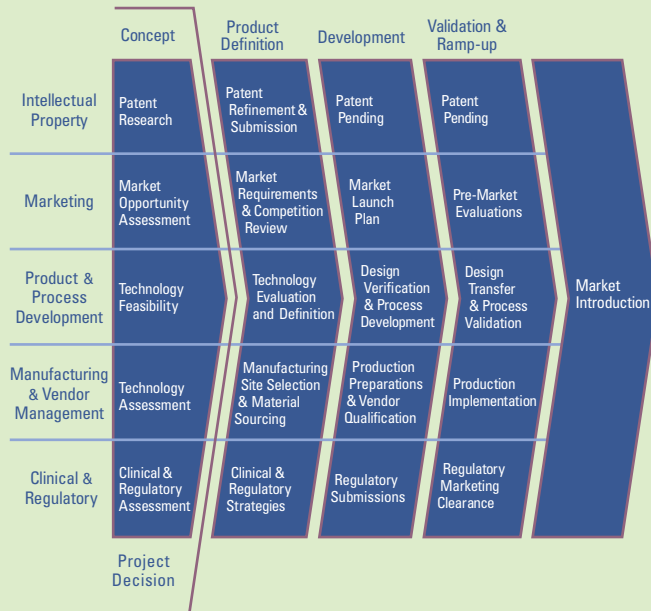 Concept
Product
Definition
Development
Validation &
Ramp-up
Intellectual
Property
Patent
Research
Patent
Refinement &
Submission
Patent
Pending
Patent
Pending
Marketing
Market
Opportunity
Assessment
Market
Requirements
& Competition
Review
Market
Launch
Plan
Pre-Market
Evaluations
Product &
Process
Development
Technology
Feasibility
Technology
Evaluation
and Definition
Design
Verification
& Process
Development
Design
Transfer
& Process
Validation
Market
Introduction
Manufacturing
& Vendor
Management
Technology
Assessment
Manufacturing
Site Selection
& Material
Sourcing
Production
Preparations
& Vendor
Qualification
Production
Implementation
Clinical &
Regulatory
Clinical &
Regulatory
Assessment
Clinical &
Regulatory
Strategies
Regulatory
Submissions
Regulatory
Marketing
Clearance
Project
Decision